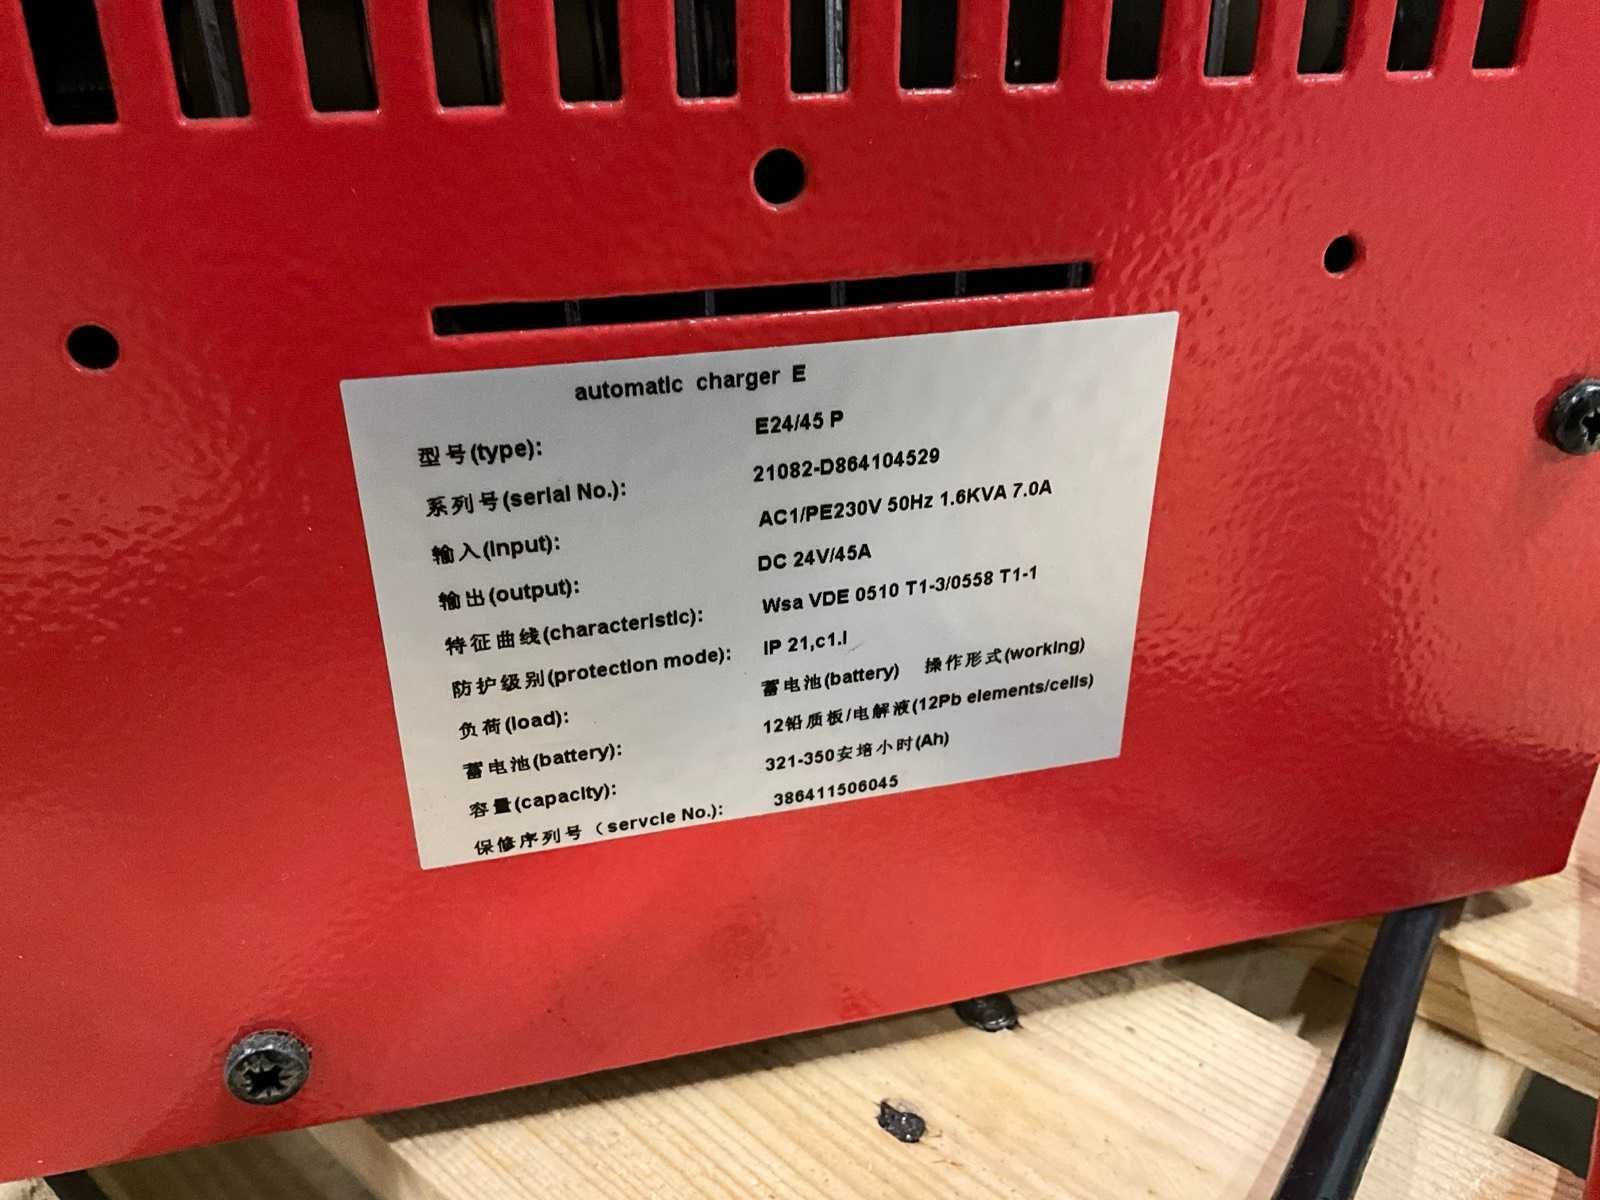 automatic charger E
型号(type): E24/45 P
系列号(serial No.): 21082-D864104529
输入(input): AC1/PE230V 50Hz 1.6KVA 7.0A
输出(output): DC 24V/45A
特征曲线(characteristic): Wsa VDE 0510 T1-3/0558 T1-1
防护级别(protection mode): IP 21,c1.I
负荷(load): 蓄电池(battery) 操作形式(working)
蓄电池(battery): 12铅质板/电解液(12Pb elements/cells)
容量(capacity): 321-350安培小时(Ah)
保修序列号（servcie No.): 386411506045